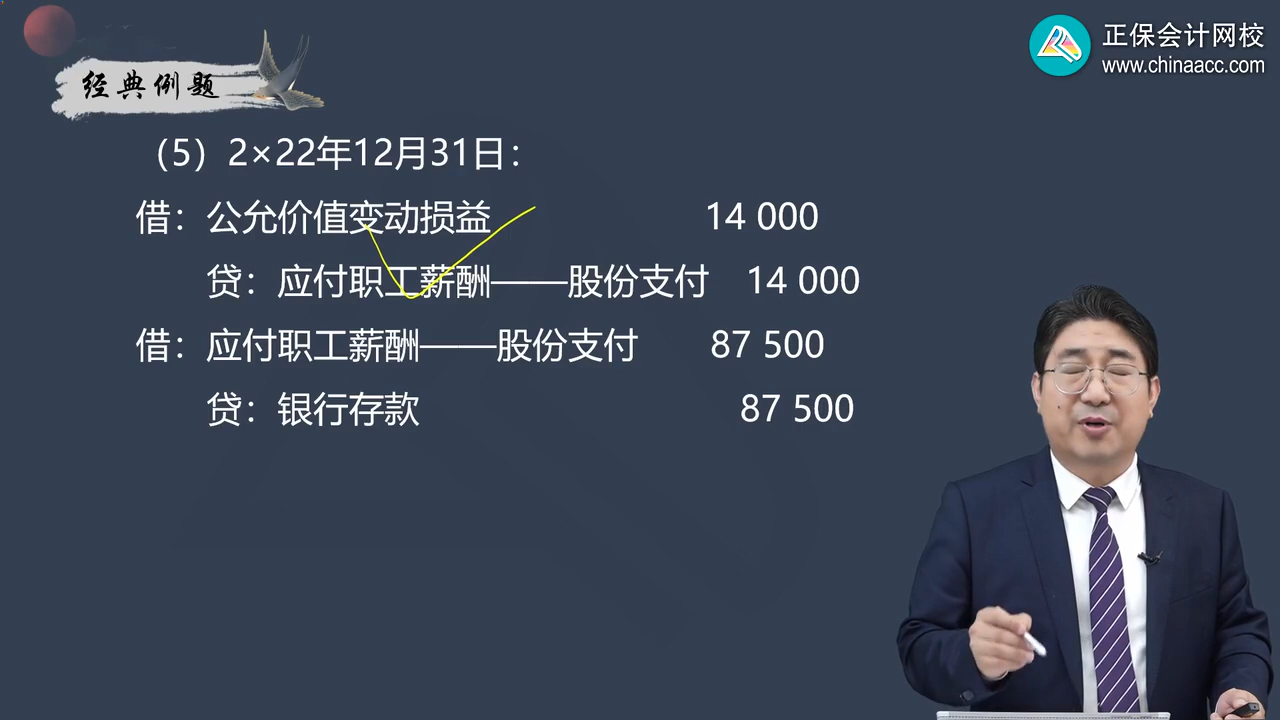 正保会计网校
www.chinaacc.com
经典例题
（5）2×22年12月31日：
借：公允价值变动损益 14 000
贷：应付职工薪酬——股份支付 14 000
借：应付职工薪酬——股份支付 87 500
贷：银行存款 87 500